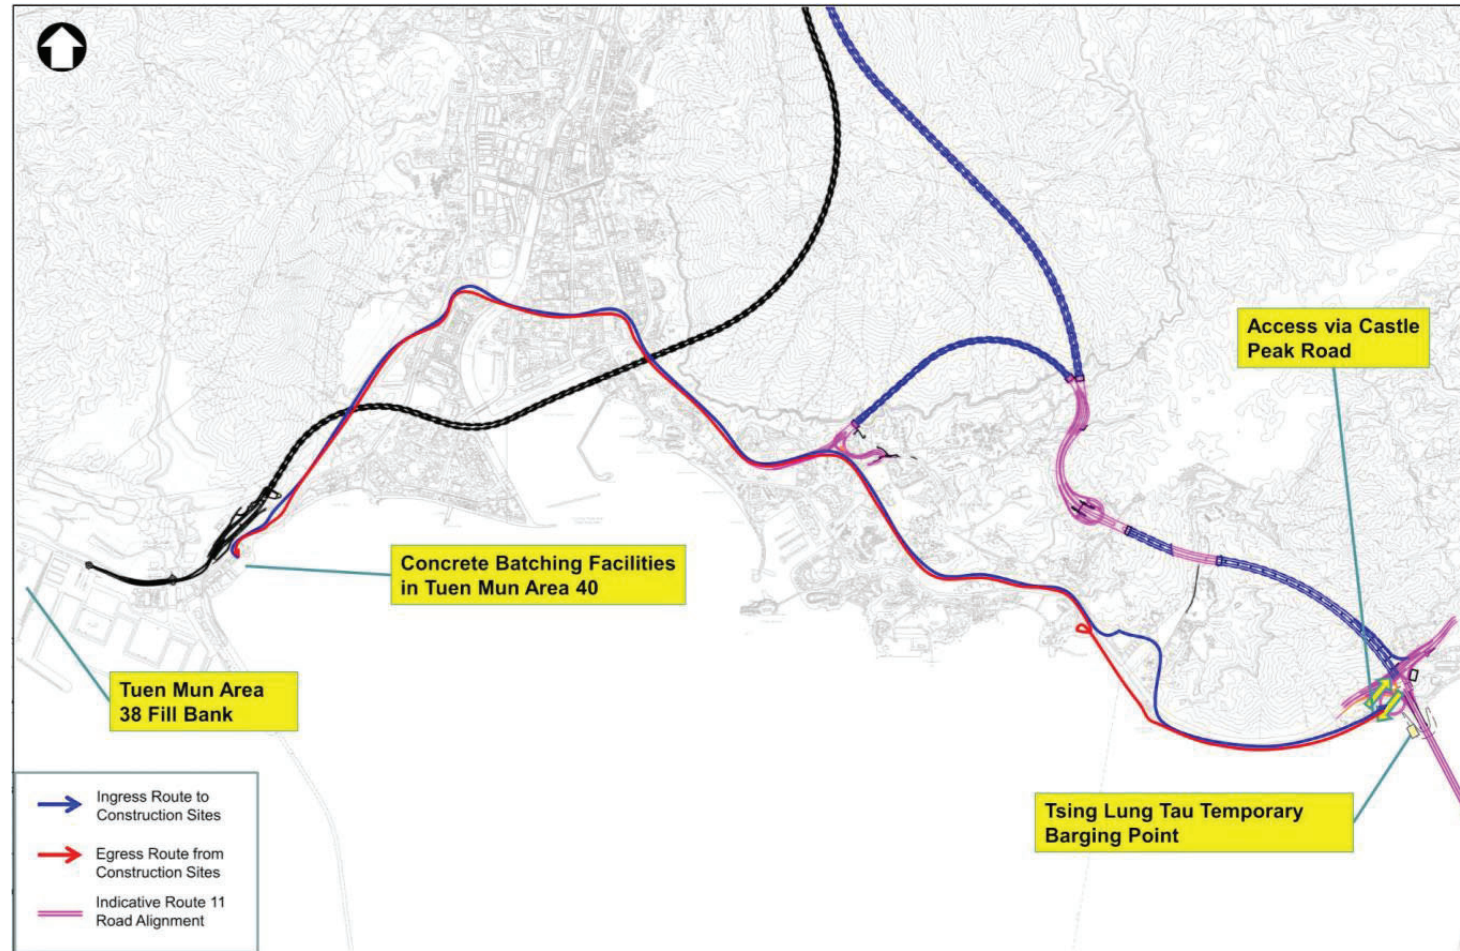 Access via Castle
Peak Road
Concrete Batching Facilities
in Tuen Mun Area 40
Tuen Mun Area
38 Fill Bank
Tsing Lung Tau Temporary
Barging Point
Ingress Route to
Construction Sites
Egress Route from
Construction Sites
Indicative Route 11
Road Alignment